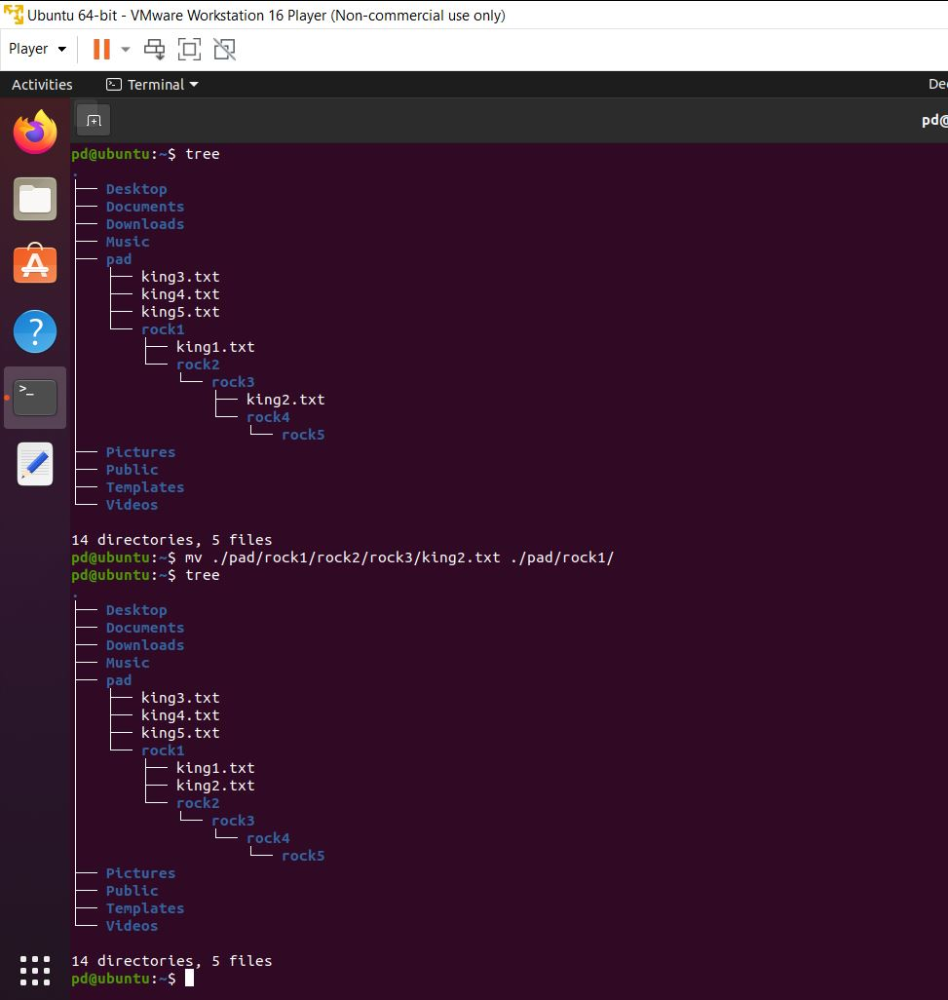 Ubuntu 64-bit - VMware Workstation 16 Player (Non-commercial use only)
Player
Activities
Terminal
De
pd@
pd@ubuntu:~$ tree
.
├── Desktop
├── Documents
├── Downloads
├── Music
├── pad
│   ├── king3.txt
│   ├── king4.txt
│   ├── king5.txt
│   └── rock1
│       ├── king1.txt
│       └── rock2
│           └── rock3
│               ├── king2.txt
│               └── rock4
│                   └── rock5
├── Pictures
├── Public
├── Templates
└── Videos
14 directories, 5 files
pd@ubuntu:~$ mv ./pad/rock1/rock2/rock3/king2.txt ./pad/rock1/
pd@ubuntu:~$ tree
.
├── Desktop
├── Documents
├── Downloads
├── Music
├── pad
│   ├── king3.txt
│   ├── king4.txt
│   ├── king5.txt
│   └── rock1
│       ├── king1.txt
│       ├── king2.txt
│       └── rock2
│           └── rock3
│               └── rock4
│                   └── rock5
├── Pictures
├── Public
├── Templates
└── Videos
14 directories, 5 files
pd@ubuntu:~$